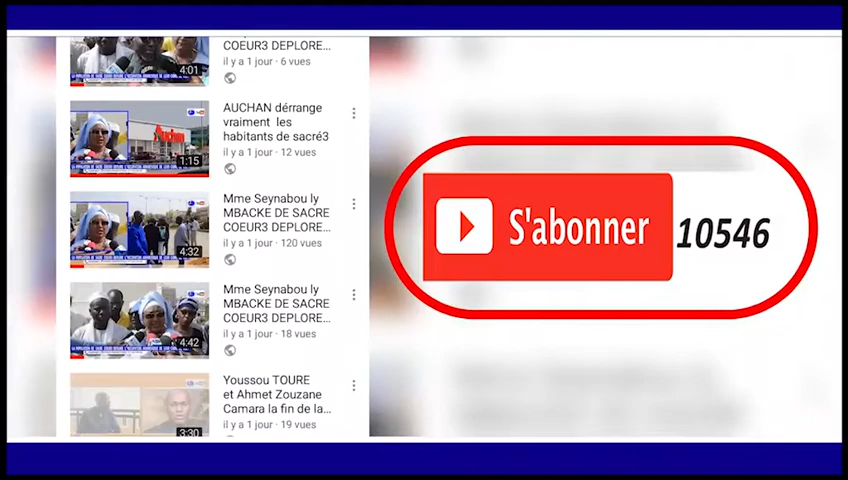 COEUR3 DEPLORE...
il y a 1 jour · 6 vues
4:01
AUCHAN dérrange
vraiment les
habitants de sacré3
il y a 1 jour · 12 vues
Auchan
1:15
Mme Seynabou ly
MBACKE DE SACRE
COEUR3 DEPLORE...
il y a 1 jour · 120 vues
4:32
Mme Seynabou ly
MBACKE DE SACRE
COEUR3 DEPLORE...
il y a 1 jour · 18 vues
4:42
Youssou TOURE
et Ahmet Zouzane
Camara la fin de la...
il y a 1 jour · 19 vues
3:30
S'abonner
10546